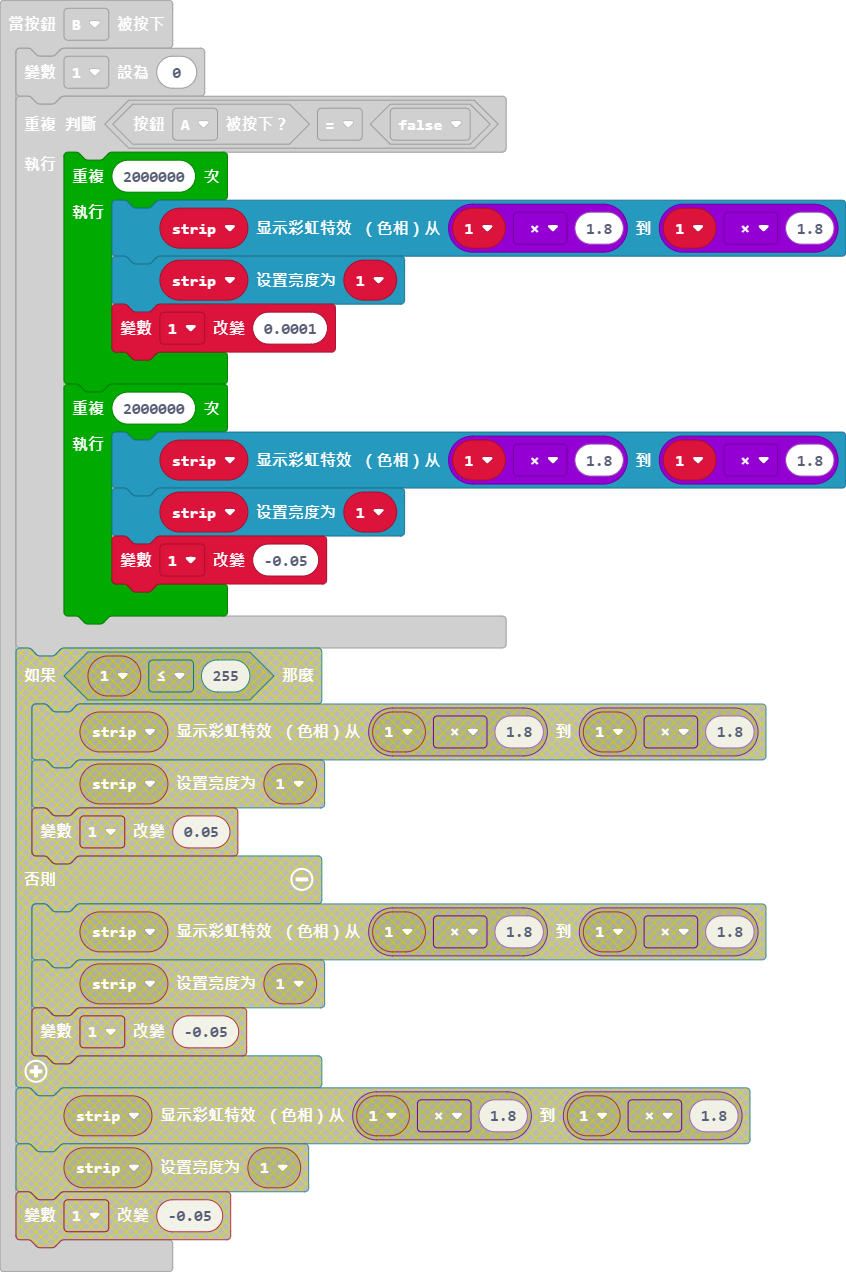 當按鈕 B 被按下
變數 1 設為 0
重複 判斷 按鈕 A 被按下？ = false
執行
重複 2000000 次
執行
strip 显示彩虹特效 （色相）从 1 × 1.8 到 1 × 1.8
strip 设置亮度为 1
變數 1 改變 0.0001
重複 2000000 次
執行
strip 显示彩虹特效 （色相）从 1 × 1.8 到 1 × 1.8
strip 设置亮度为 1
變數 1 改變 -0.05
如果 1 ≤ 255 那麼
strip 显示彩虹特效 （色相）从 1 × 1.8 到 1 × 1.8
strip 设置亮度为 1
變數 1 改變 0.05
否則
strip 显示彩虹特效 （色相）从 1 × 1.8 到 1 × 1.8
strip 设置亮度为 1
變數 1 改變 -0.05
strip 显示彩虹特效 （色相）从 1 × 1.8 到 1 × 1.8
strip 设置亮度为 1
變數 1 改變 -0.05